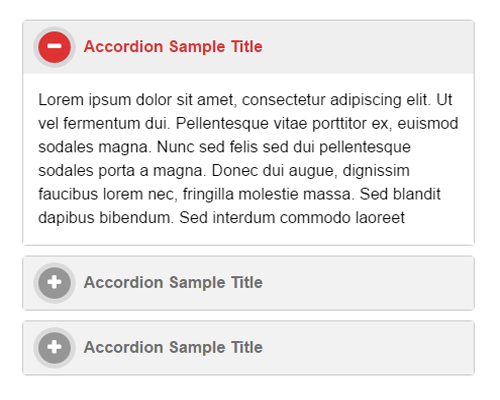 Accordion Sample Title
Lorem ipsum dolor sit amet, consectetur adipiscing elit. Ut
vel fermentum dui. Pellentesque vitae porttitor ex, euismod
sodales magna. Nunc sed felis sed dui pellentesque
sodales porta a magna. Donec dui augue, dignissim
faucibus lorem nec, fringilla molestie massa. Sed blandit
dapibus bibendum. Sed interdum commodo laoreet
Accordion Sample Title
Accordion Sample Title